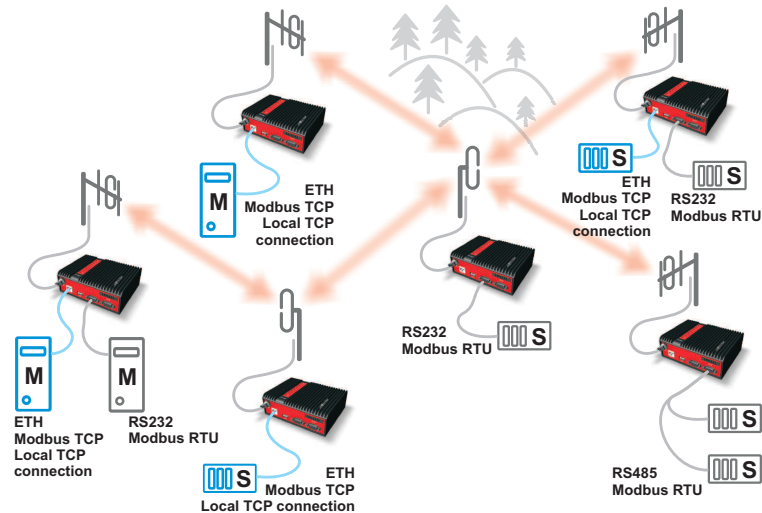 M
ETH
Modbus TCP
Local TCP
connection
S
ETH
Modbus TCP
Local TCP
connection
S
RS232
Modbus RTU
M
ETH
Modbus TCP
Local TCP
connection
M
RS232
Modbus RTU
RS232
Modbus RTU
S
S
ETH
Modbus TCP
Local TCP connection
S
S
RS485
Modbus RTU